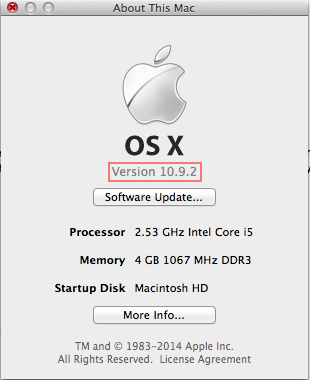 About This Mac
OS X
Version 10.9.2
Software Update...
Processor 2.53 GHz Intel Core i5
Memory 4 GB 1067 MHz DDR3
Startup Disk Macintosh HD
More Info...
TM and © 1983-2014 Apple Inc.
All Rights Reserved. License Agreement